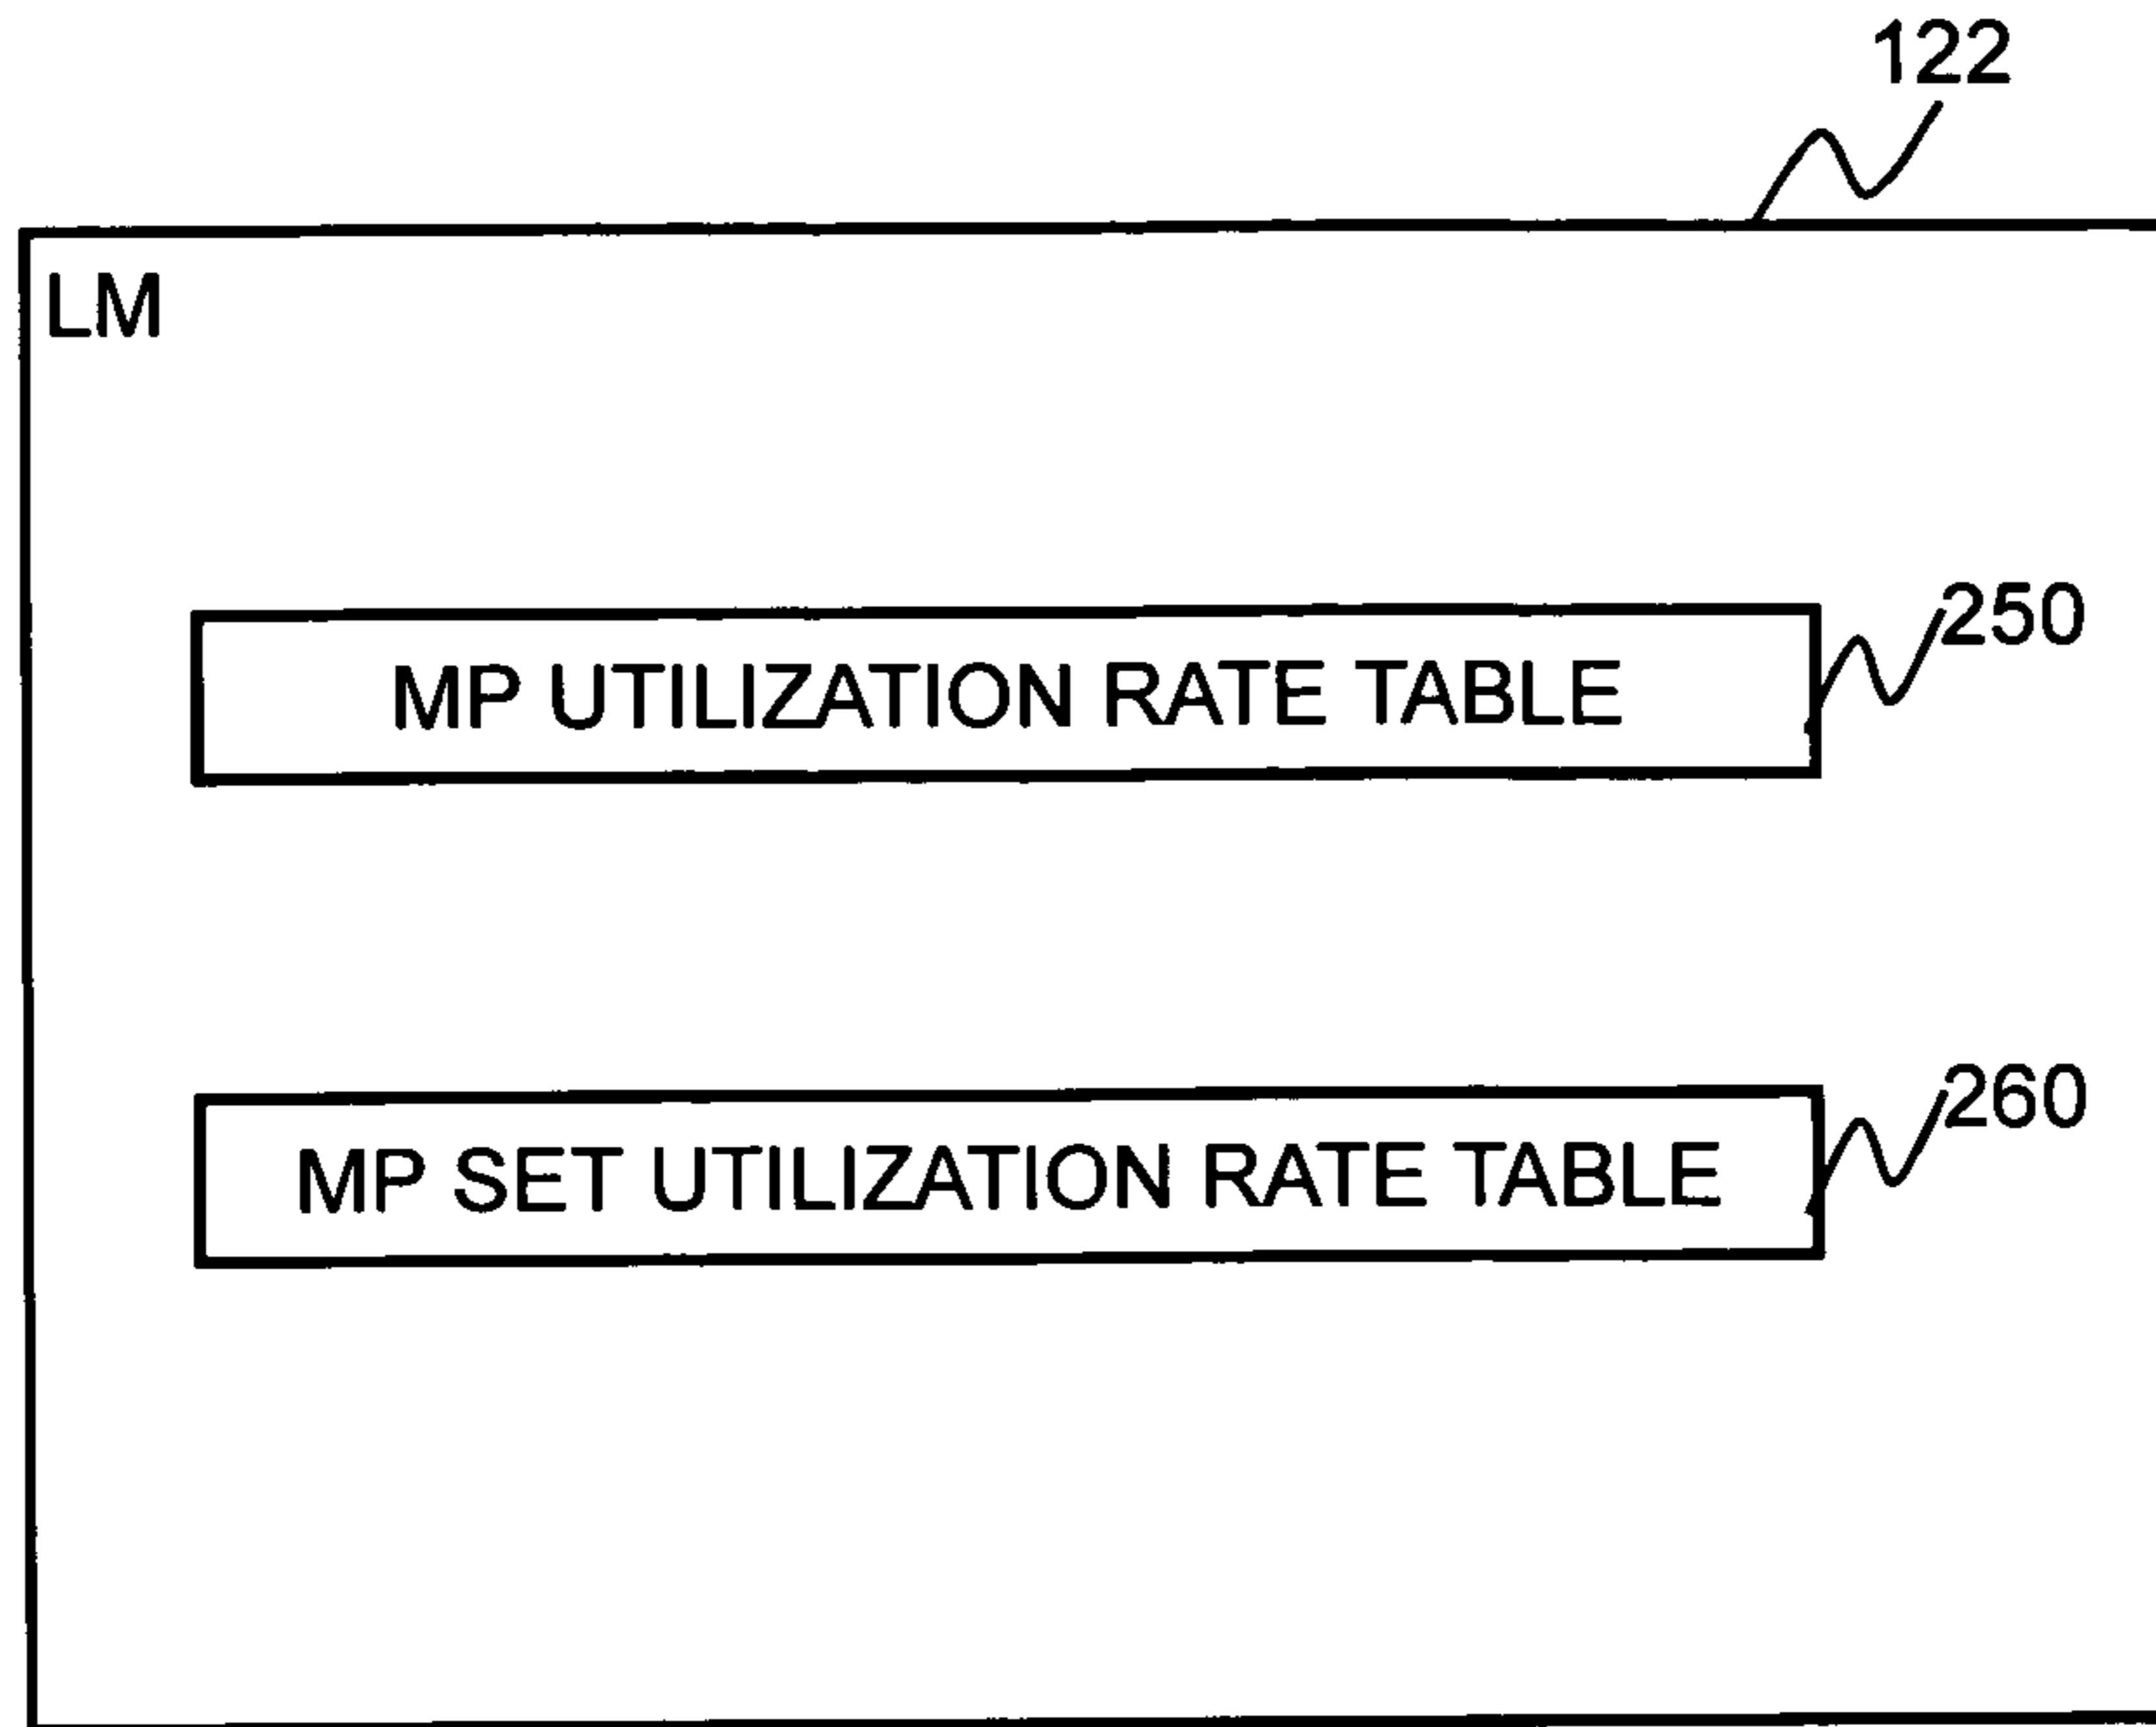 122
LM
250
MP UTILIZATION RATE TABLE
260
MP SET UTILIZATION RATE TABLE